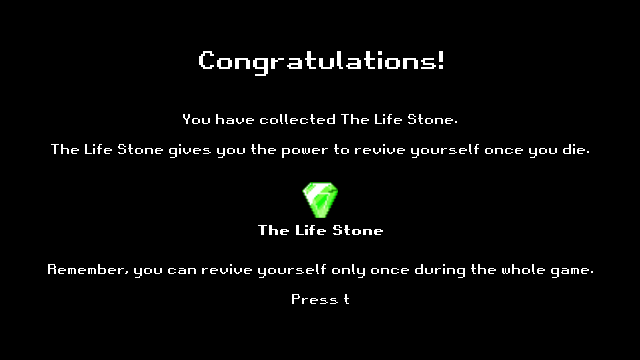 Congratulations!
You have collected The Life Stone.
The Life Stone gives you the power to revive yourself once you die.
The Life Stone
Remember, you can revive yourself only once during the whole game.
Press t